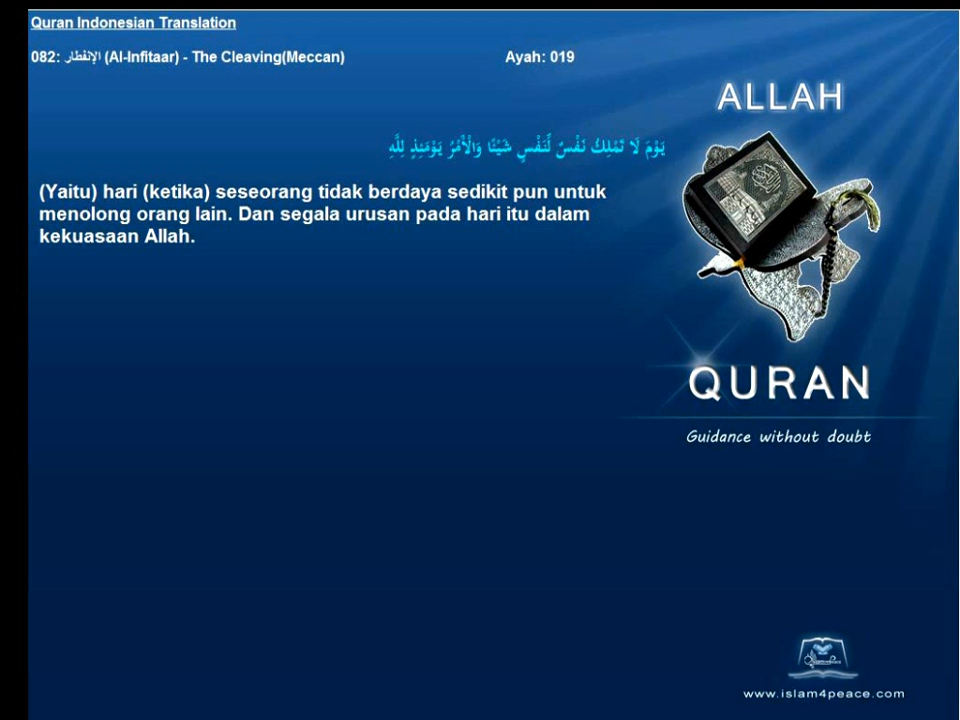 Quran Indonesian Translation
082: الإنفطار (Al-Infitaar) - The Cleaving(Meccan) Ayah: 019
ALLAH
يَوْمَ لَا تَمْلِكُ نَفْسٌ لِّنَفْسٍ شَيْئًا وَالْأَمْرُ يَوْمَئِذٍ لِلَّهِ
(Yaitu) hari (ketika) seseorang tidak berdaya sedikit pun untuk
menolong orang lain. Dan segala urusan pada hari itu dalam
kekuasaan Allah.
QURAN
Guidance without doubt
www.islam4peace.com